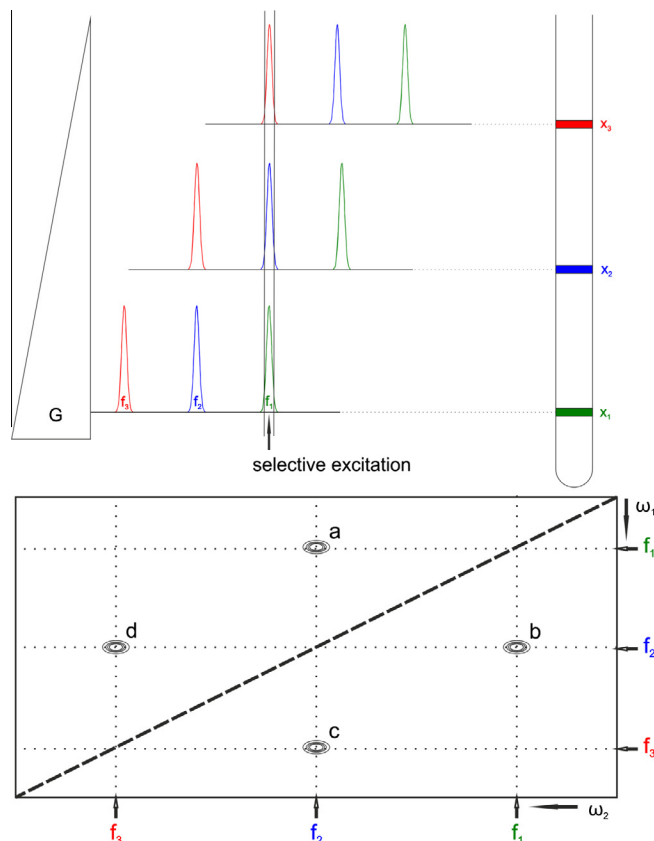 x₃
x₂
f₃ f₂ f₁
x₁
G
selective excitation
ω₁
a
f₁
d
b
f₂
c
f₃
ω₂
f₃ f₂ f₁